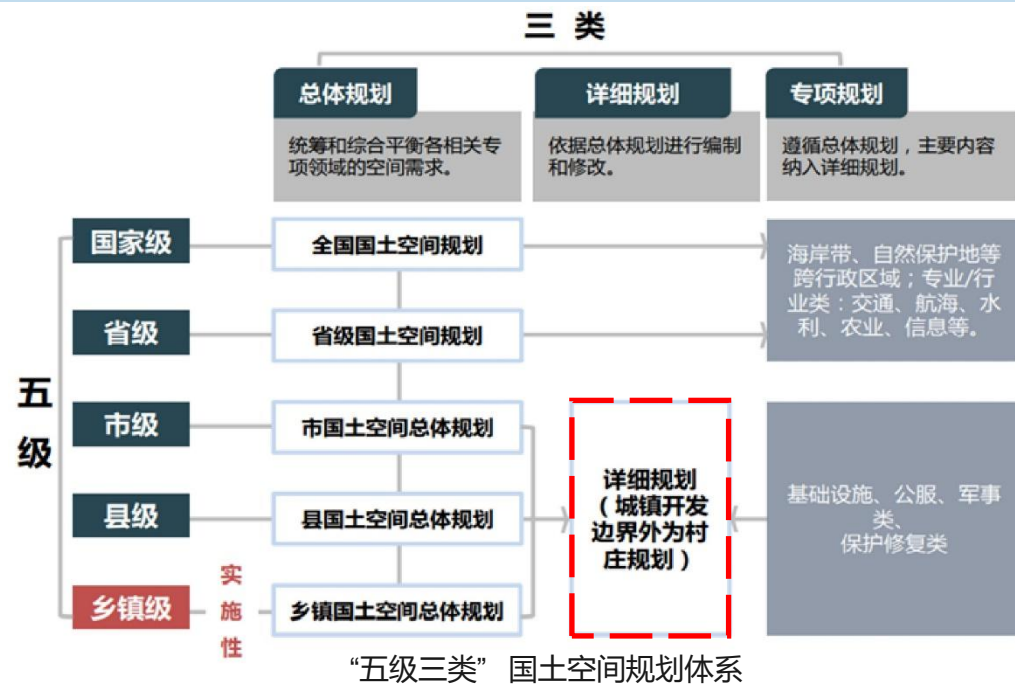 三 类
总体规划
统筹和综合平衡各相关专
项领域的空间需求。
详细规划
依据总体规划进行编制
和修改。
专项规划
遵循总体规划，主要内容
纳入详细规划。
五
级
国家级
全国国土空间规划
海岸带、自然保护地等
跨行政区域；专业/行
业类：交通、航海、水
利、农业、信息等。
省级
省级国土空间规划
市级
市国土空间总体规划
县级
县国土空间总体规划
乡镇级
实
施
性
乡镇国土空间总体规划
详细规划
（城镇开发
边界外为村
庄规划）
基础设施、公服、军事
类、
保护修复类
“五级三类” 国土空间规划体系